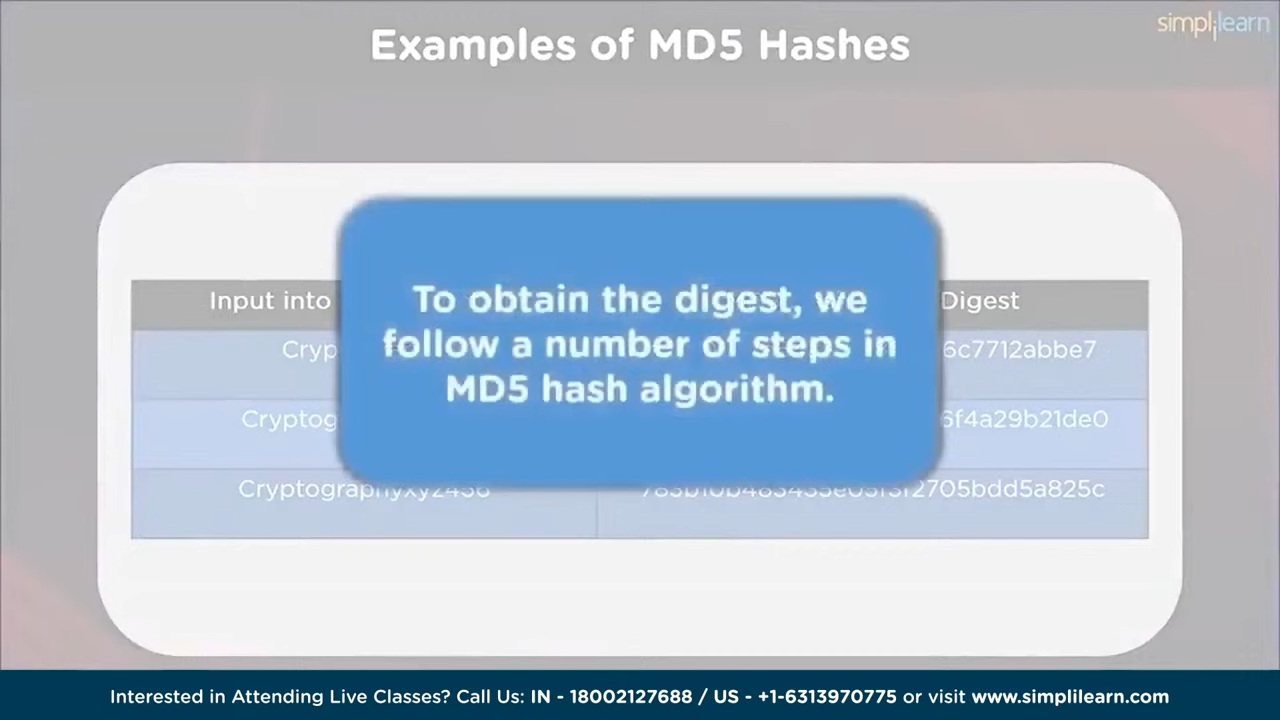 simplilearn
Examples of MD5 Hashes
To obtain the digest, we
follow a number of steps in
MD5 hash algorithm.
Input into
Digest
Cryp
6c7712abbe7
Cryptog
6f4a29b21de0
Interested in Attending Live Classes? Call Us: IN - 18002127688 / US - +1-6313970775 or visit www.simplilearn.com